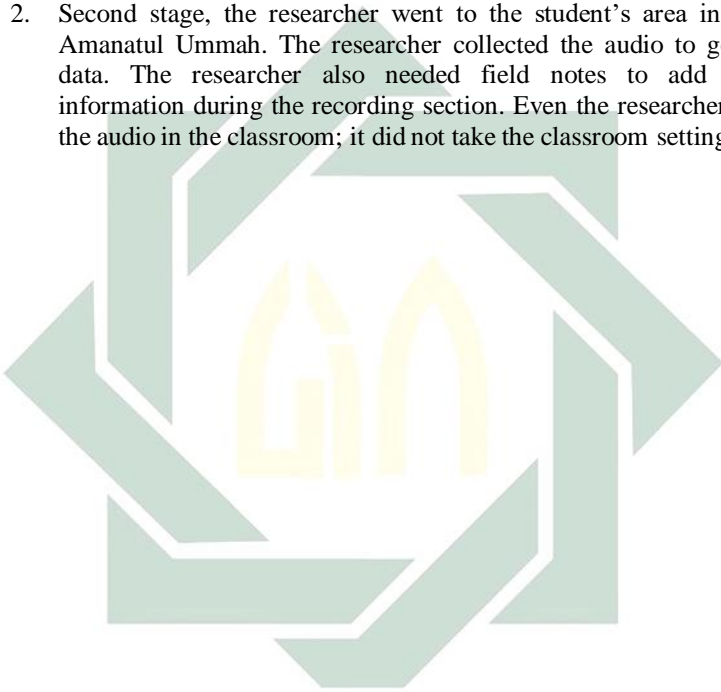 2. Second stage, the researcher went to the student's area in
Amanatul Ummah. The researcher collected the audio to g
data. The researcher also needed field notes to add
information during the recording section. Even the researcher
the audio in the classroom; it did not take the classroom setting